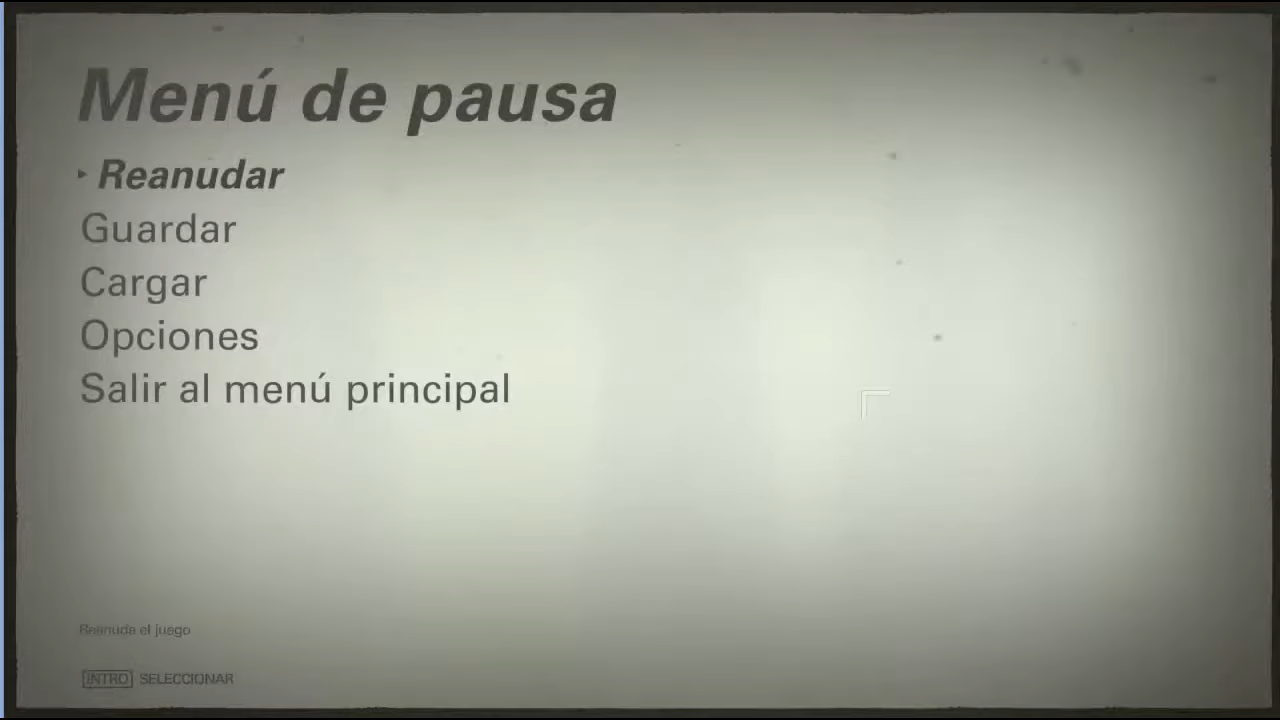 Menú de pausa
Reanudar
Guardar
Cargar
Opciones
Salir al menú principal
Reanuda el juego
INTRO SELECCIONAR